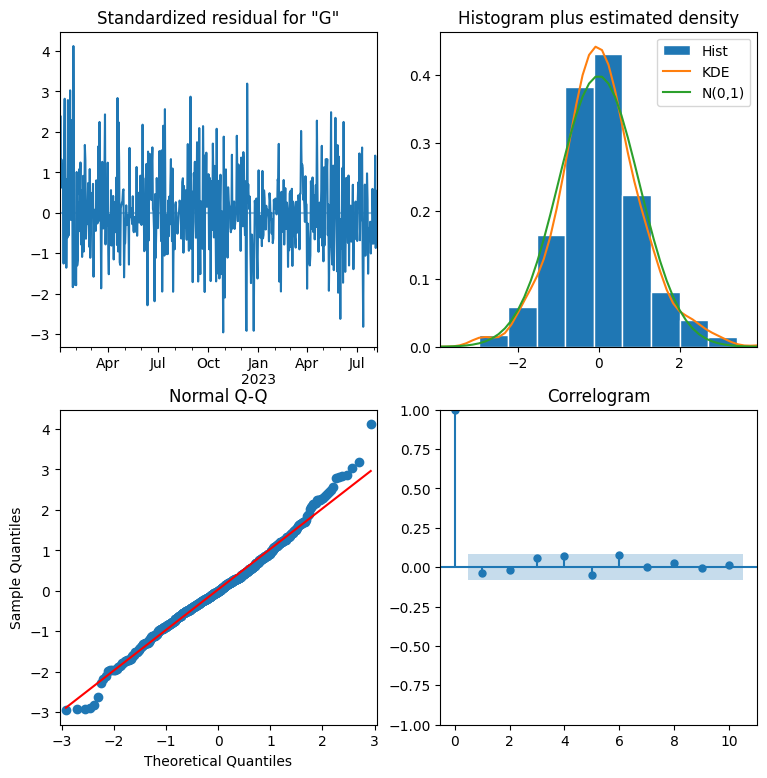 Standardized residual for "G"
4
3
2
1
0
−1
−2
−3
Apr Jul Oct Jan Apr Jul
2023
Histogram plus estimated density
Hist
KDE
N(0,1)
0.4
0.3
0.2
0.1
0.0
−2 0 2
Normal Q-Q
Sample Quantiles
4
3
2
1
0
−1
−2
−3
−3 −2 −1 0 1 2 3
Theoretical Quantiles
Correlogram
1.00
0.75
0.50
0.25
0.00
−0.25
−0.50
−0.75
−1.00
0 2 4 6 8 10